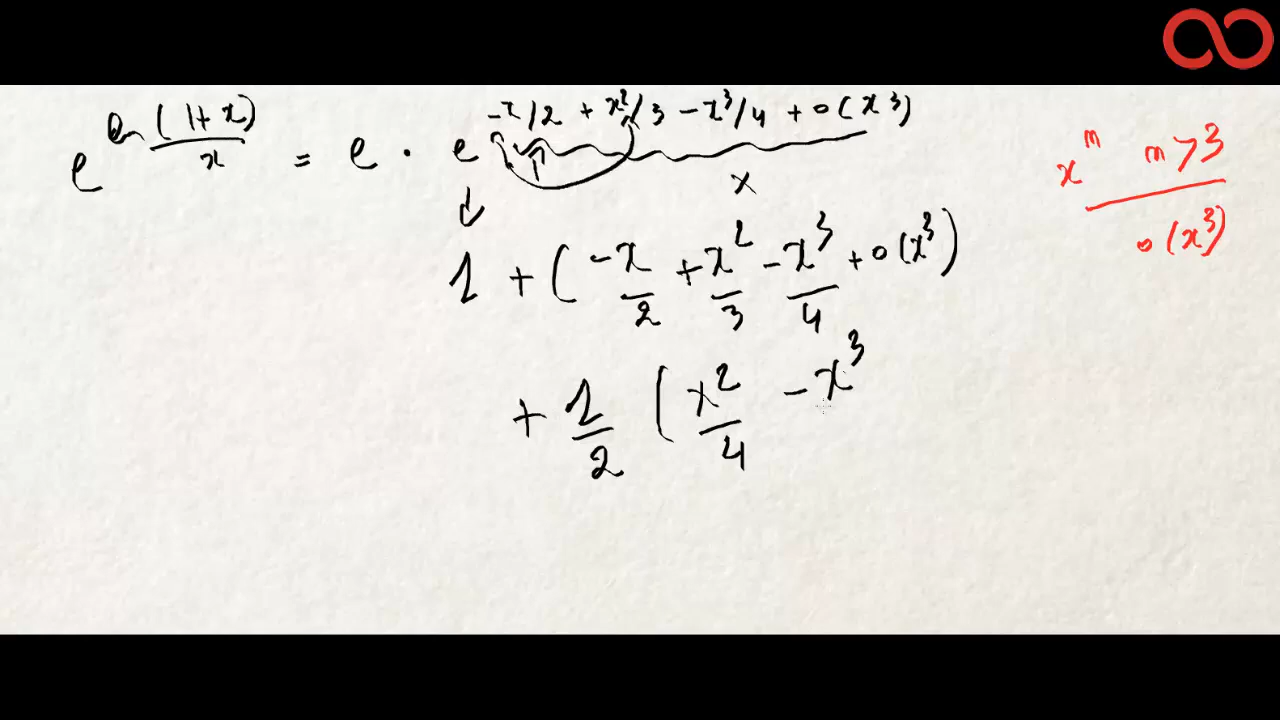 e^(ln(1+x)/x) = e · e^(-x/2 + x²/3 - x³/4 + o(x³))
x
xⁿ n>3
o(x³)
1 + (-x/2 + x²/3 - x³/4 + o(x³))
+ 1/2 (x²/4 - x³